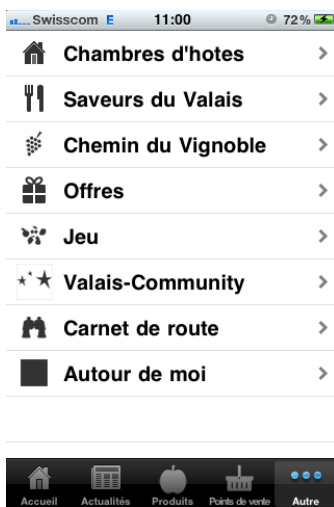 Swisscom E 11:00 72%
Chambres d'hotes
Saveurs du Valais
Chemin du Vignoble
Offres
Jeu
Valais-Community
Carnet de route
Autour de moi
Accueil Actualités Produits Points de vente Autre